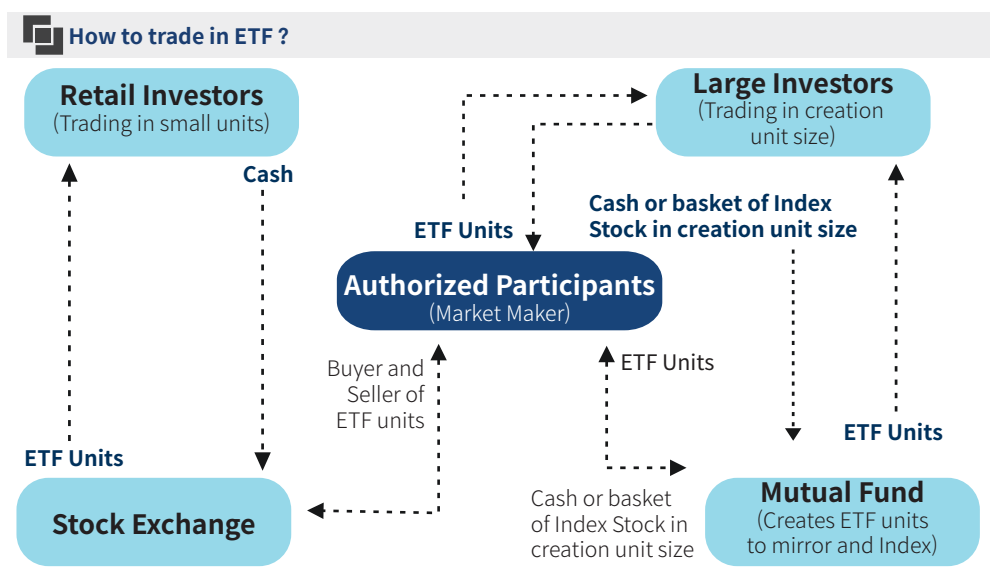 How to trade in ETF ?
Retail Investors
(Trading in small units)
Large Investors
(Trading in creation
unit size)
Cash
ETF Units
Cash or basket of Index
Stock in creation unit size
Authorized Participants
(Market Maker)
Buyer and
Seller of
ETF units
ETF Units
ETF Units
ETF Units
Stock Exchange
Cash or basket
of Index Stock in
creation unit size
Mutual Fund
(Creates ETF units
to mirror and Index)